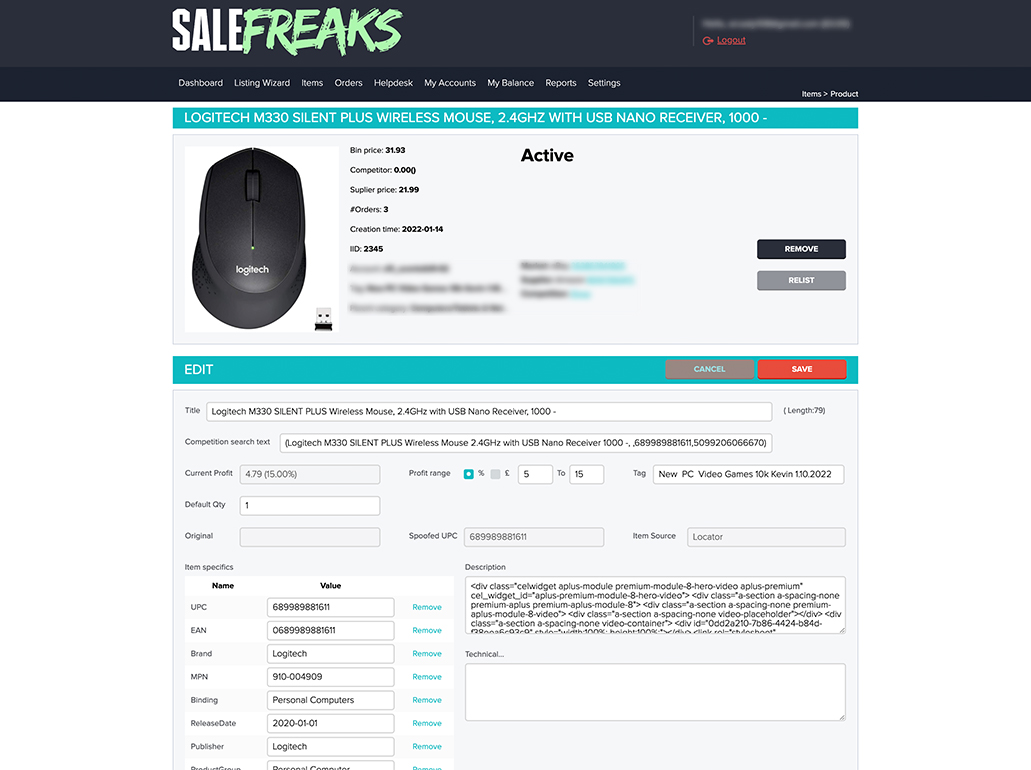 SALEFREAKS
Logout
Dashboard Listing Wizard Items Orders Helpdesk My Accounts My Balance Reports Settings
Items > Product
LOGITECH M330 SILENT PLUS WIRELESS MOUSE, 2.4GHZ WITH USB NANO RECEIVER, 1000 -
Bin price: 31.93
Active
Competitor: 0.00()
Suplier price: 21.99
#Orders: 3
Creation time: 2022-01-14
IID: 2345
logitech
REMOVE
RELIST
EDIT CANCEL SAVE
Title Logitech M330 SILENT PLUS Wireless Mouse, 2.4GHz with USB Nano Receiver, 1000 - ( Length:79)
Competition search text (Logitech M330 SILENT PLUS Wireless Mouse 2.4GHz with USB Nano Receiver 1000 -, ,689989881611,5099206066670)
Current Profit 4.79 (15.00%) Profit range % £ 5 To 15 Tag New PC Video Games 10k Kevin 1.10.2022
Default Qty 1
Original Spoofed UPC 689989881611 Item Source Locator
Item specifics Description
Name Value
UPC 689989881611 Remove
EAN 0689989881611 Remove
Brand Logitech Remove
MPN 910-004909 Remove
Binding Personal Computers Remove
ReleaseDate 2020-01-01 Remove
Publisher Logitech Remove
ProductGroup Personal Computer Remove
<div class="celwidget aplus-module premium-module-8-hero-video aplus-premium"
cel_widget_id="aplus-premium-module-8-hero-video"> <div class="a-section a-spacing-none
premium-aplus premium-aplus-module-8"> <div class="a-section a-spacing-none premium-
aplus-module-8-video"> <div class="a-section a-spacing-none video-placeholder"></div> <div
class="a-section a-spacing-none video-container"> <div id="0dd2a210-7b86-4424-b84d-
f38eea6c93c9" style="width:100%; height:100%;"></div> <link rel="stylesheet"
Technical...